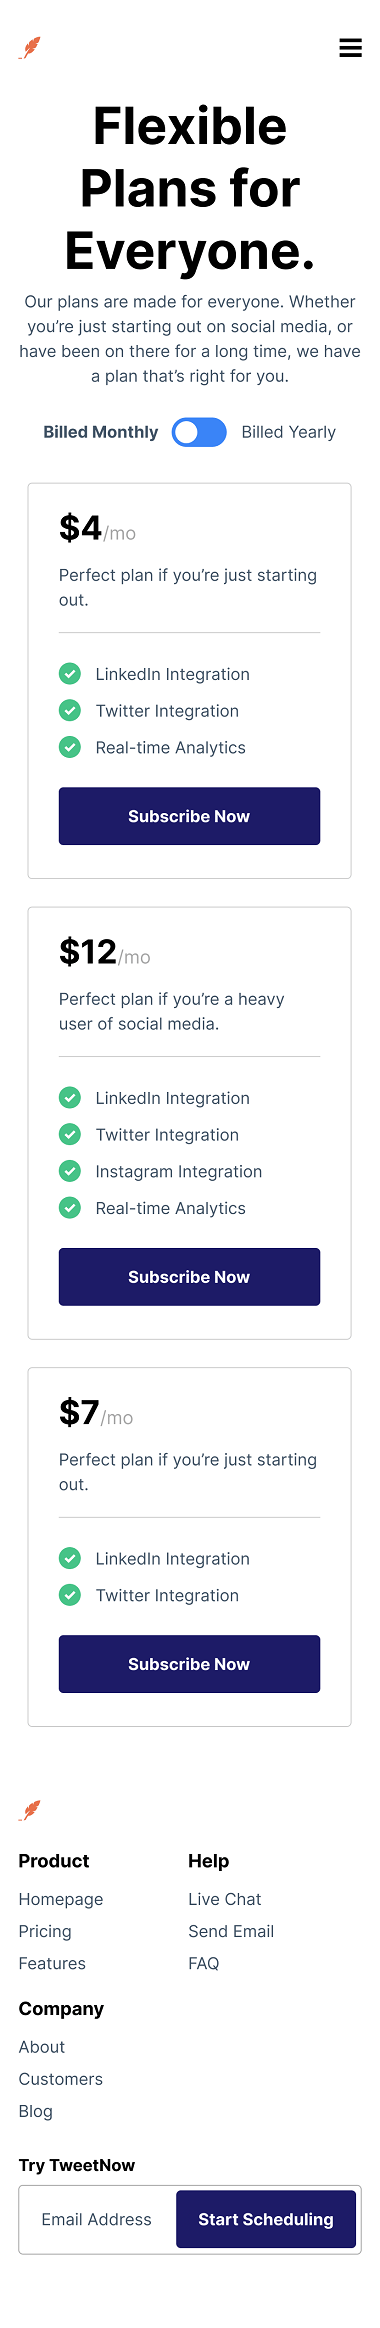 Flexible
Plans for
Everyone.
Our plans are made for everyone. Whether
you’re just starting out on social media, or
have been on there for a long time, we have
a plan that’s right for you.
Billed Monthly Billed Yearly
$4/mo
Perfect plan if you’re just starting
out.
LinkedIn Integration
Twitter Integration
Real-time Analytics
Subscribe Now
$12/mo
Perfect plan if you’re a heavy
user of social media.
LinkedIn Integration
Twitter Integration
Instagram Integration
Real-time Analytics
Subscribe Now
$7/mo
Perfect plan if you’re just starting
out.
LinkedIn Integration
Twitter Integration
Subscribe Now
Product
Homepage
Pricing
Features
Help
Live Chat
Send Email
FAQ
Company
About
Customers
Blog
Try TweetNow
Email Address Start Scheduling